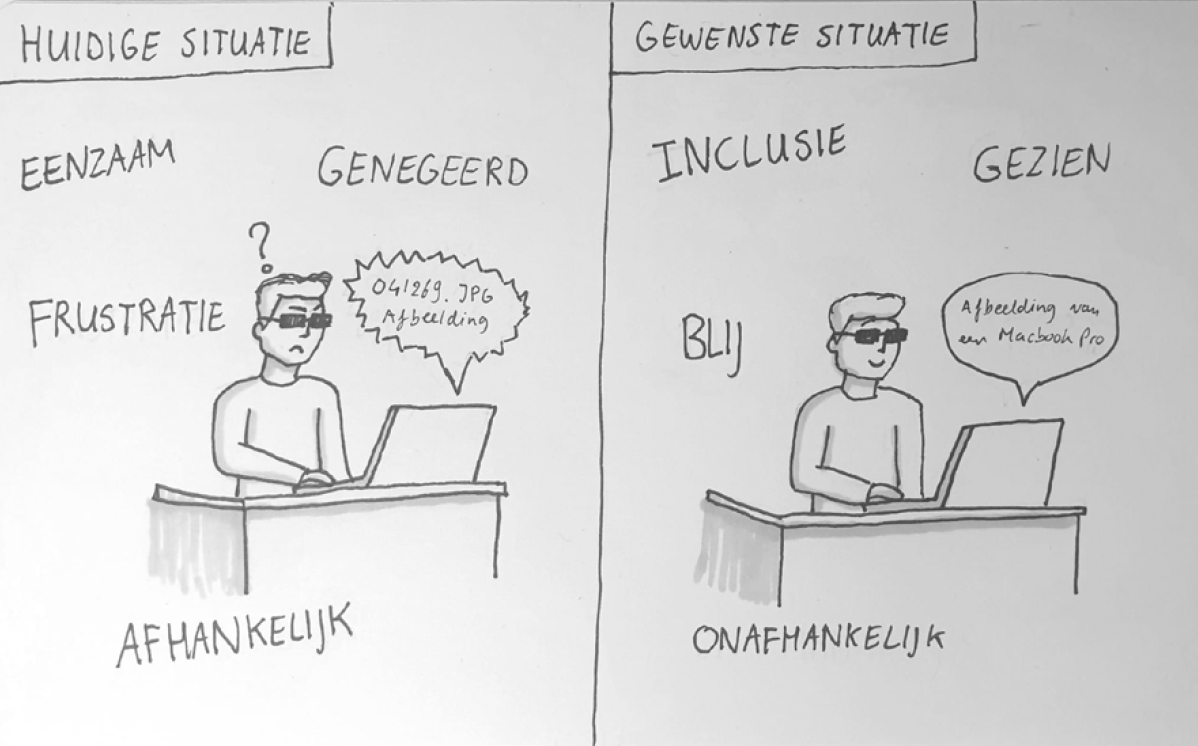 HUIDIGE SITUATIE
EENZAAM
GENEGEERD
?
041269.JPG
Afbeelding
FRUSTRATIE
AFHANKELIJK
GEWENSTE SITUATIE
INCLUSIE
GEZIEN
Afbeelding van
een Macbook Pro
BLIJ
ONAFHANKELIJK